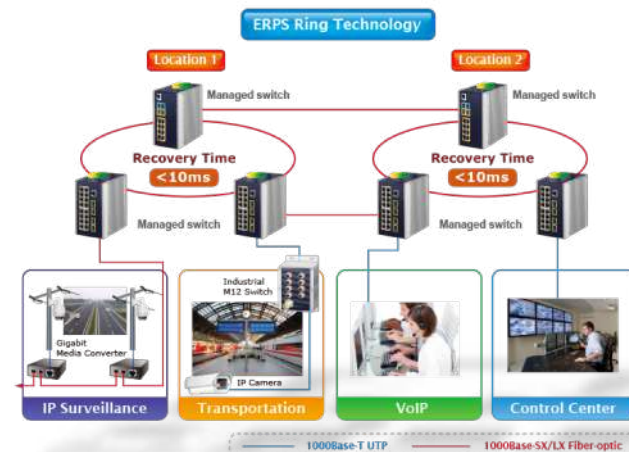 ERPS Ring Technology
Location 1
Location 2
Managed switch
Managed switch
Recovery Time
<10ms
Recovery Time
<10ms
Managed switch
Managed switch
Industrial
M12 Switch
Gigabit
Media Converter
IP Camera
IP Surveillance
Transportation
VoIP
Control Center
1000Base-T UTP
1000Base-SX/LX Fiber-optic